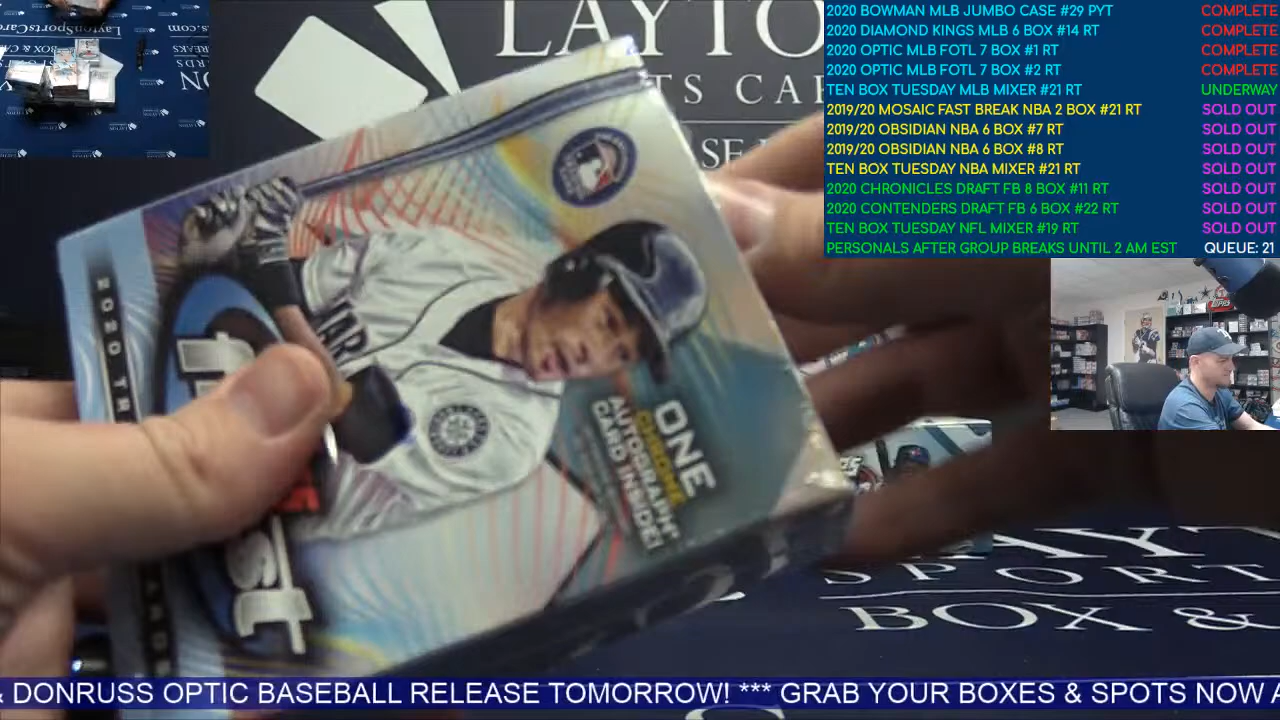 2020 BOWMAN MLB JUMBO CASE #29 PYT COMPLETE
2020 DIAMOND KINGS MLB 6 BOX #14 RT COMPLETE
2020 OPTIC MLB FOTL 7 BOX #1 RT COMPLETE
2020 OPTIC MLB FOTL 7 BOX #2 RT COMPLETE
TEN BOX TUESDAY MLB MIXER #21 RT UNDERWAY
2019/20 MOSAIC FAST BREAK NBA 2 BOX #21 RT SOLD OUT
2019/20 OBSIDIAN NBA 6 BOX #7 RT SOLD OUT
2019/20 OBSIDIAN NBA 6 BOX #8 RT SOLD OUT
TEN BOX TUESDAY NBA MIXER #21 RT SOLD OUT
2020 CHRONICLES DRAFT FB 8 BOX #11 RT SOLD OUT
2020 CONTENDERS DRAFT FB 6 BOX #22 RT SOLD OUT
TEN BOX TUESDAY NFL MIXER #19 RT SOLD OUT
PERSONALS AFTER GROUP BREAKS UNTIL 2 AM EST QUEUE: 21
LAYTO
TS CAR
SE
2020
ONE
CHROME
AUTOGRAPH
CARD INSIDE!
LAYT
SPORT
BOX &
& DONRUSS OPTIC BASEBALL RELEASE TOMORROW! *** GRAB YOUR BOXES & SPOTS NOW A